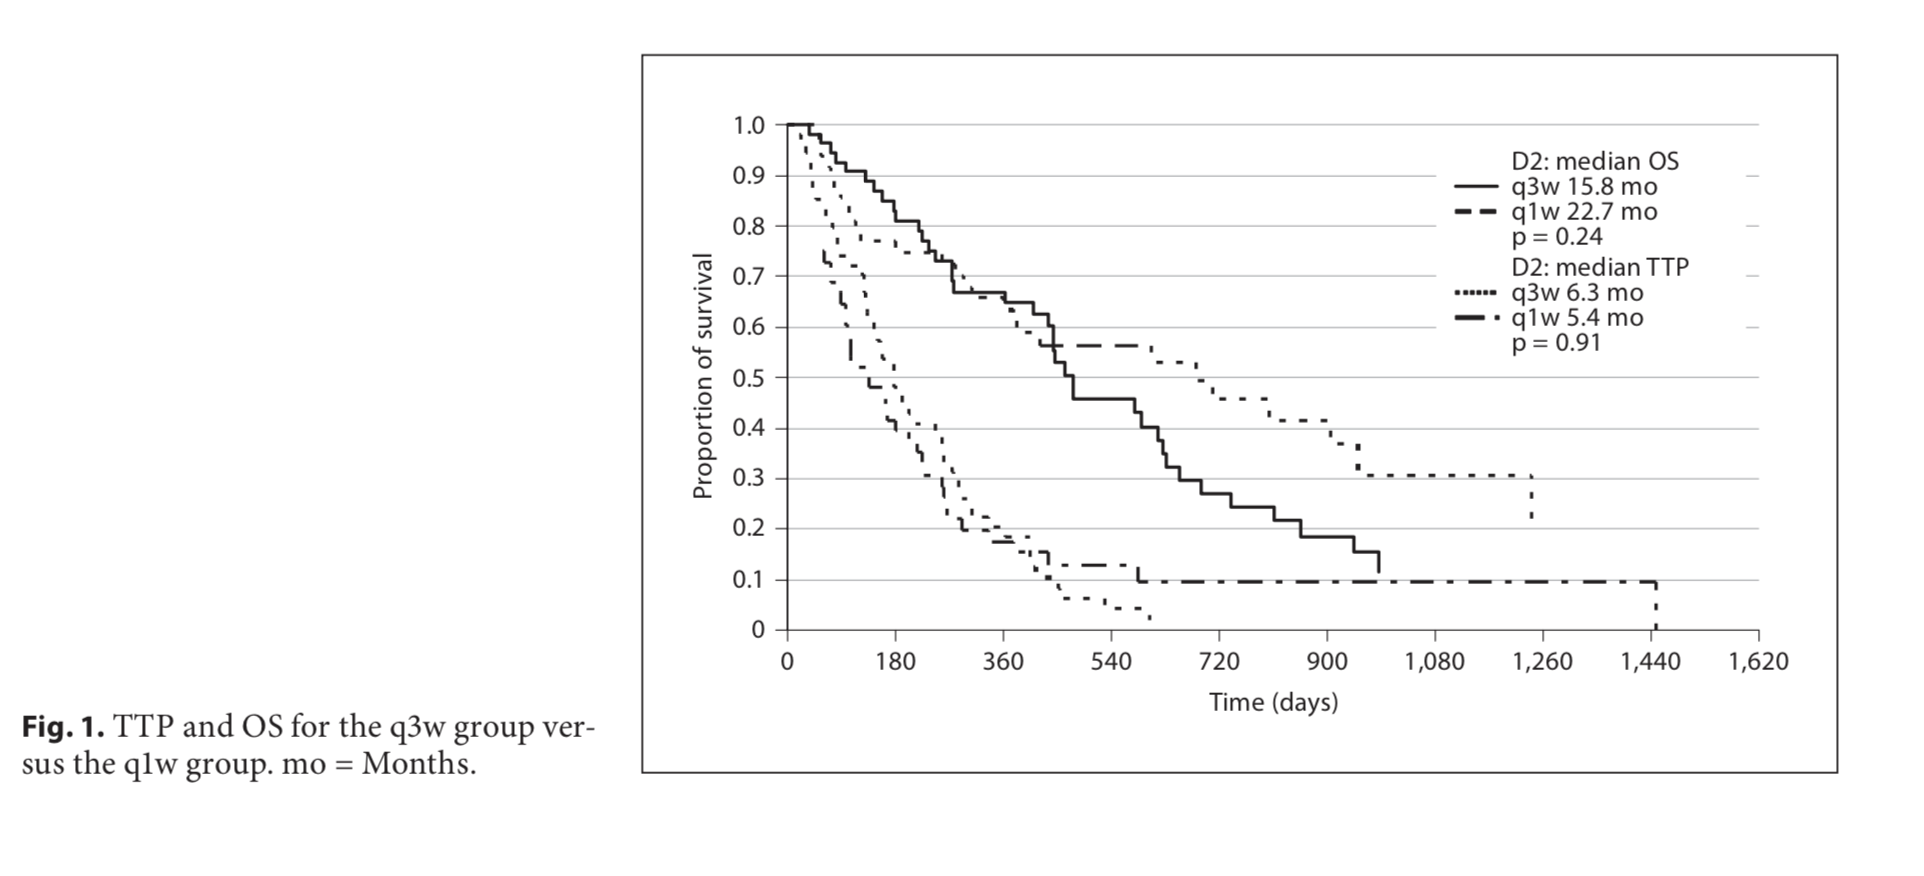 1.0
0.9
0.8
0.7
0.6
0.5
0.4
0.3
0.2
0.1
0
Proportion of survival
0 180 360 540 720 900 1,080 1,260 1,440 1,620
Time (days)
D2: median OS
q3w 15.8 mo
q1w 22.7 mo
p = 0.24
D2: median TTP
q3w 6.3 mo
q1w 5.4 mo
p = 0.91
Fig. 1. TTP and OS for the q3w group ver-
sus the q1w group. mo = Months.